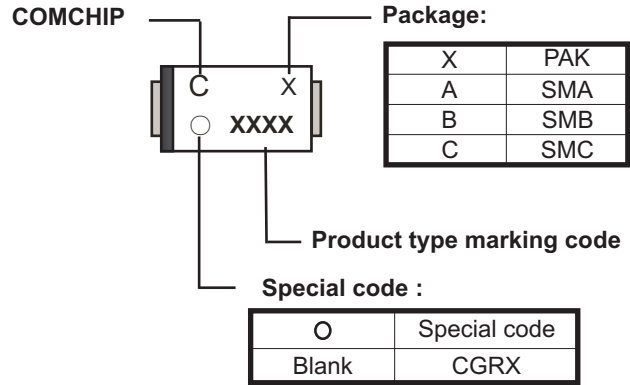 COMCHIP
Package:
C X
○ XXXX
X PAK
A SMA
B SMB
C SMC
Product type marking code
Special code :
O Special code
Blank CGRX